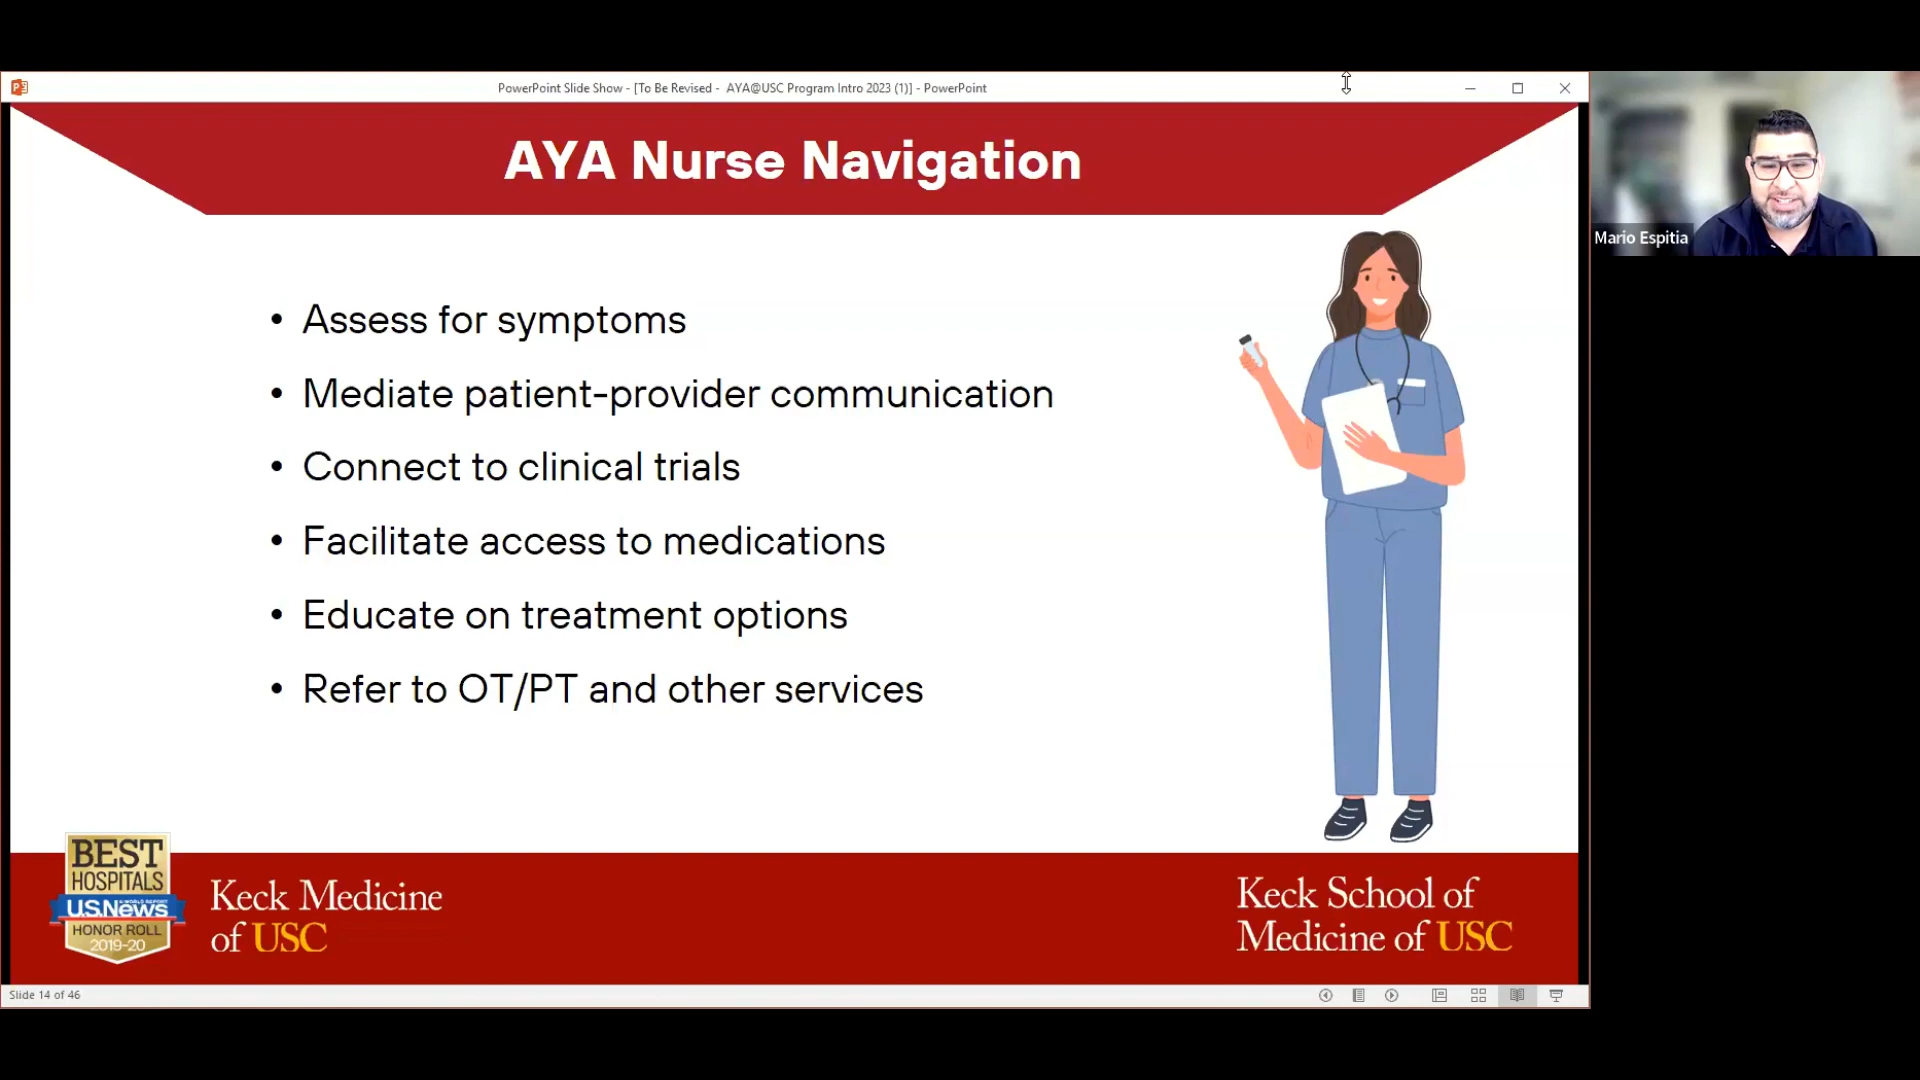 PowerPoint Slide Show - [To Be Revised - AYA@USC Program Intro 2023 (1)] - PowerPoint
AYA Nurse Navigation
Mario Espitia
• Assess for symptoms
• Mediate patient-provider communication
• Connect to clinical trials
• Facilitate access to medications
• Educate on treatment options
• Refer to OT/PT and other services
BEST
HOSPITALS
U.S. News
& WORLD REPORT
HONOR ROLL
2019-20
Keck Medicine
of USC
Keck School of
Medicine of USC
Slide 14 of 46